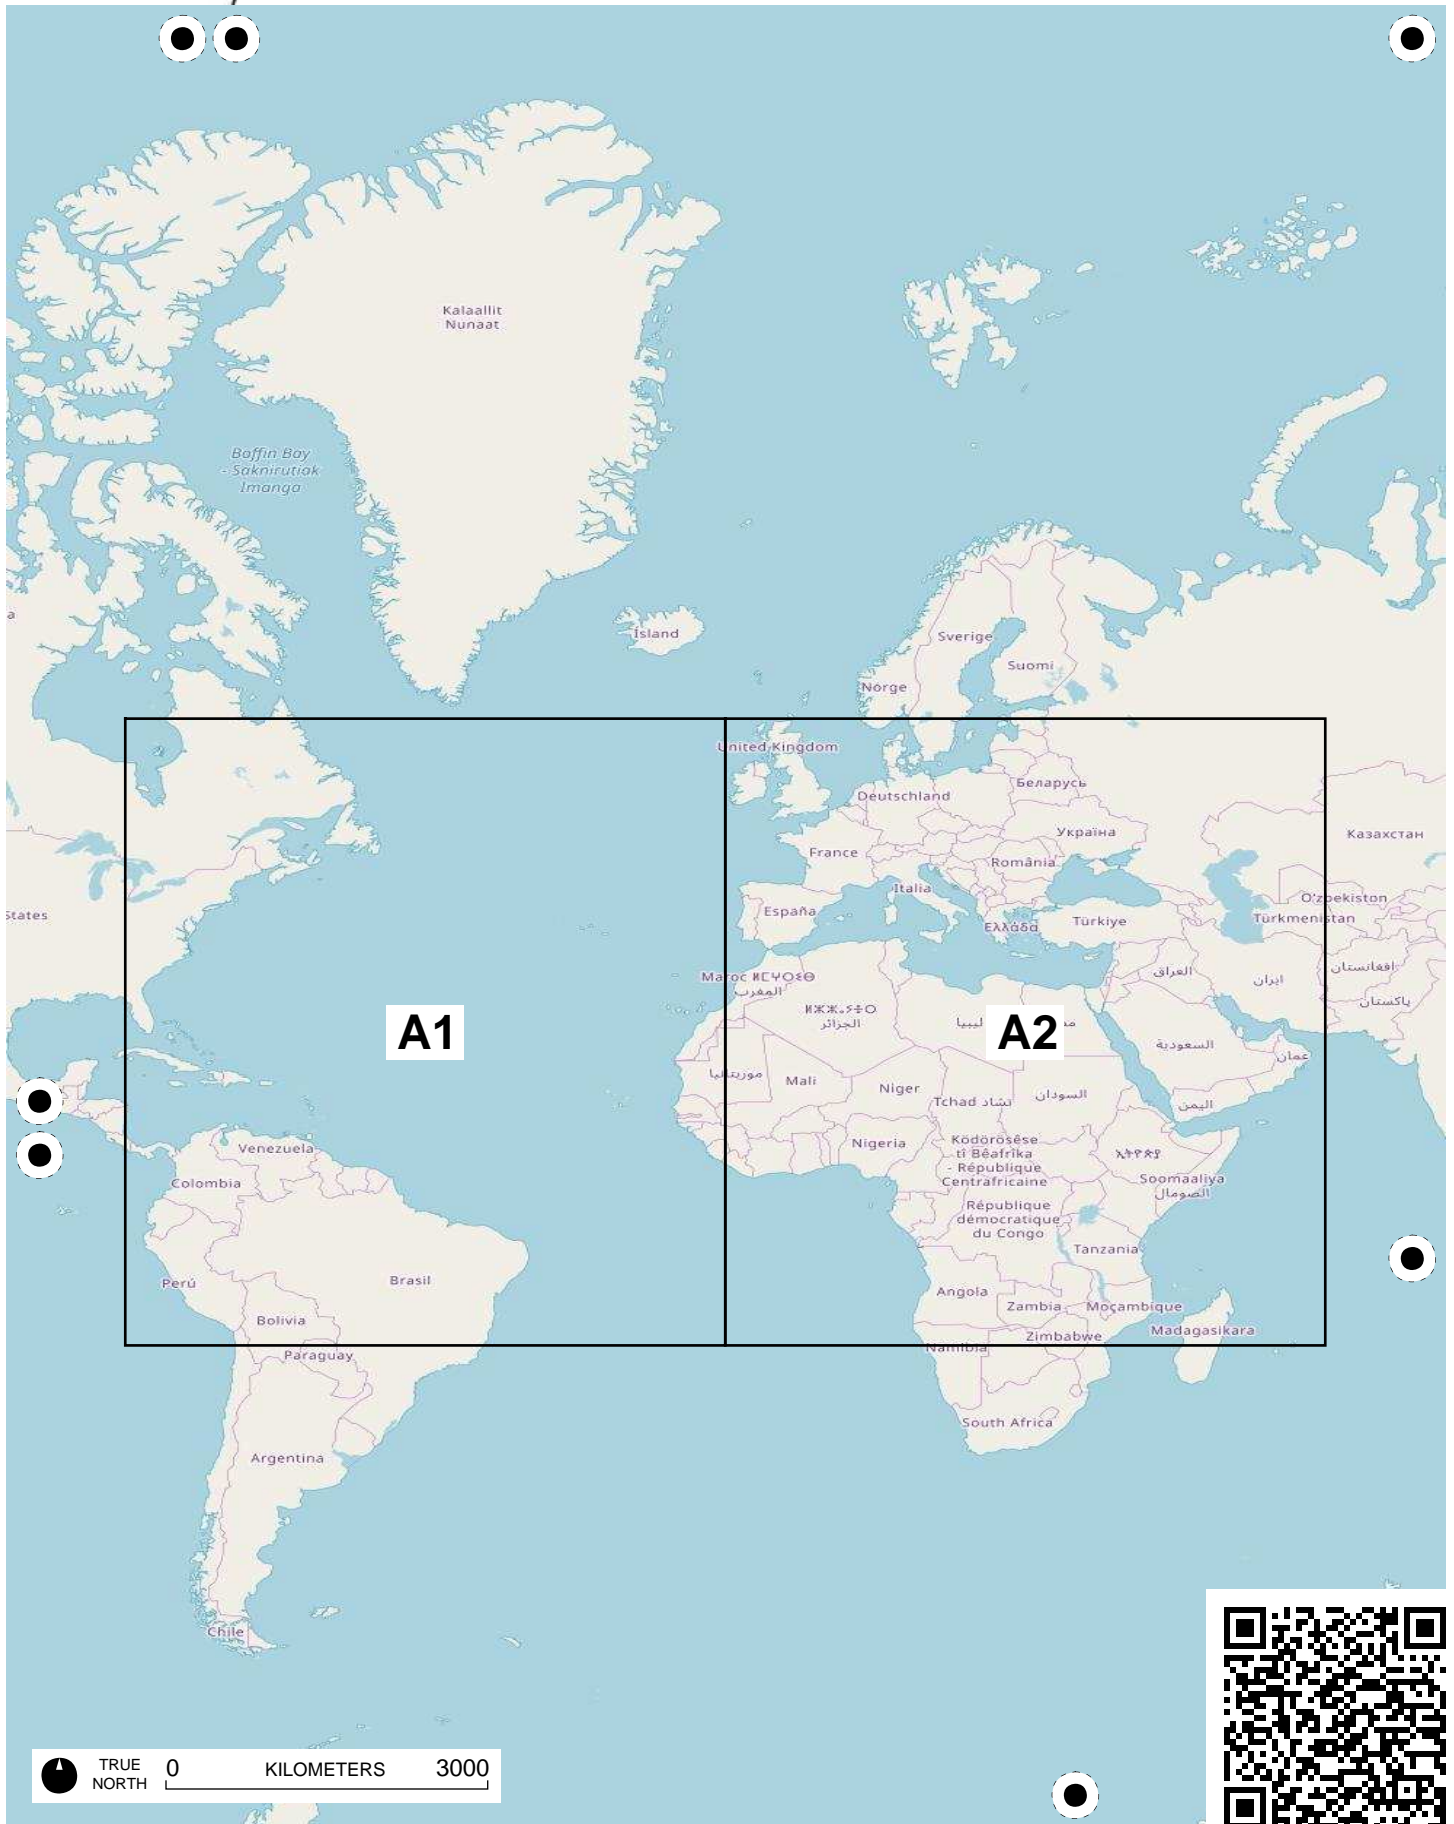 Kalaallit
Nunaat
Baffin Bay
- Saknirutiak
Imanga
a
Ísland
Sverige
Suomi
Norge
United Kingdom
Беларусь
Deutschland
Україна
Казахстан
France
România
Italia
O'zbekiston
España
States
Türkiye
Türkmenistan
Ελλάδα
العراق
افغانستان
Maroc ⵍⵎⵖⵔⵉⴱ
المغرب
ایران
پاکستان
الجزائر
ليبيا
A1
A2
السعودية
عمان
موريتانيا
Mali
Niger
Tchad تشاد
السودان
اليمن
Venezuela
Nigeria
Ködörösêse
tî Bêafrîka
- République
Centrafricaine
ኢትዮጵያ
Colombia
Soomaaliya
الصومال
République
démocratique
du Congo
Tanzania
Perú
Brasil
Angola
Zambia
Moçambique
Bolivia
Madagasikara
Zimbabwe
Namibia
Paraguay
South Africa
Argentina
Chile
TRUE
NORTH
0 KILOMETERS 3000